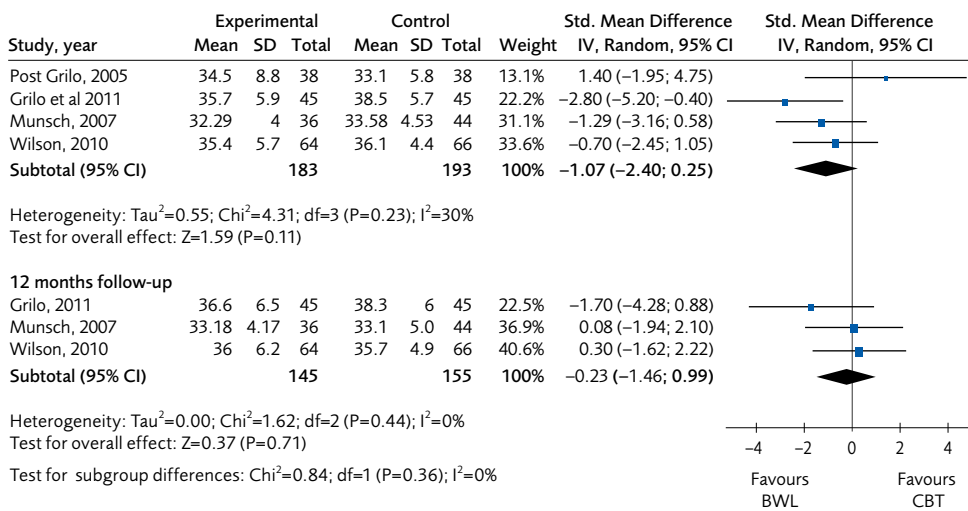 Experimental Control Std. Mean Difference Std. Mean Difference
Study, year Mean SD Total Mean SD Total Weight IV, Random, 95% CI IV, Random, 95% CI
Post Grilo, 2005 34.5 8.8 38 33.1 5.8 38 13.1% 1.40 (−1.95; 4.75)
Grilo et al 2011 35.7 5.9 45 38.5 5.7 45 22.2% −2.80 (−5.20; −0.40)
Munsch, 2007 32.29 4 36 33.58 4.53 44 31.1% −1.29 (−3.16; 0.58)
Wilson, 2010 35.4 5.7 64 36.1 4.4 66 33.6% −0.70 (−2.45; 1.05)
Subtotal (95% CI) 183 193 100% −1.07 (−2.40; 0.25)
Heterogeneity: Tau²=0.55; Chi²=4.31; df=3 (P=0.23); I²=30%
Test for overall effect: Z=1.59 (P=0.11)
12 months follow-up
Grilo, 2011 36.6 6.5 45 38.3 6 45 22.5% −1.70 (−4.28; 0.88)
Munsch, 2007 33.18 4.17 36 33.1 5.0 44 36.9% 0.08 (−1.94; 2.10)
Wilson, 2010 36 6.2 64 35.7 4.9 66 40.6% 0.30 (−1.62; 2.22)
Subtotal (95% CI) 145 155 100% −0.23 (−1.46; 0.99)
Heterogeneity: Tau²=0.00; Chi²=1.62; df=2 (P=0.44); I²=0%
Test for overall effect: Z=0.37 (P=0.71)
Test for subgroup differences: Chi²=0.84; df=1 (P=0.36); I²=0%
−4 −2 0 2 4
Favours Favours
BWL CBT